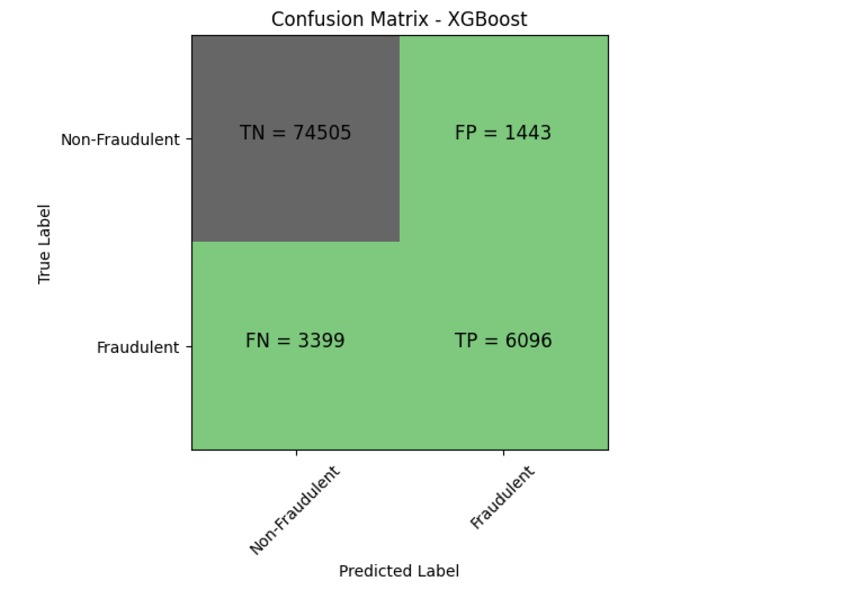 Confusion Matrix - XGBoost
Non-Fraudulent
TN = 74505
FP = 1443
True Label
Fraudulent
FN = 3399
TP = 6096
Non-Fraudulent
Fraudulent
Predicted Label